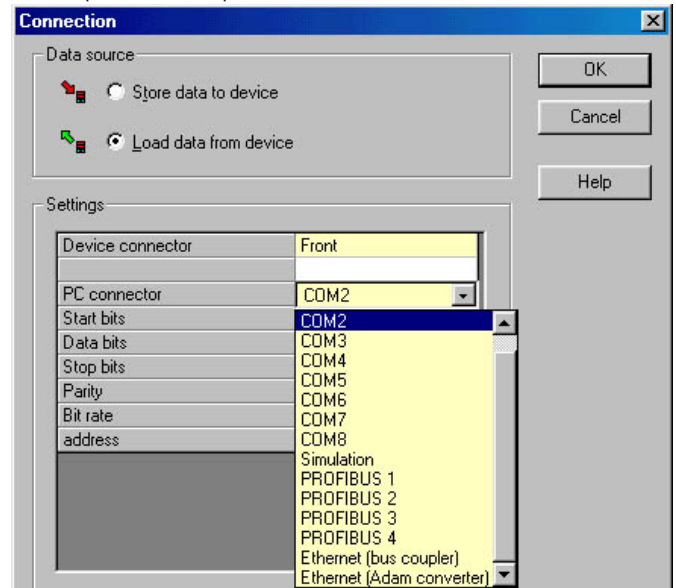 Connection
Data source
Store data to device
Load data from device
OK
Cancel
Help
Settings
Device connector Front
PC connector COM2
Start bits
Data bits
Stop bits
Parity
Bit rate
address
COM2
COM3
COM4
COM5
COM6
COM7
COM8
Simulation
PROFIBUS 1
PROFIBUS 2
PROFIBUS 3
PROFIBUS 4
Ethernet (bus coupler)
Ethernet (Adam converter)